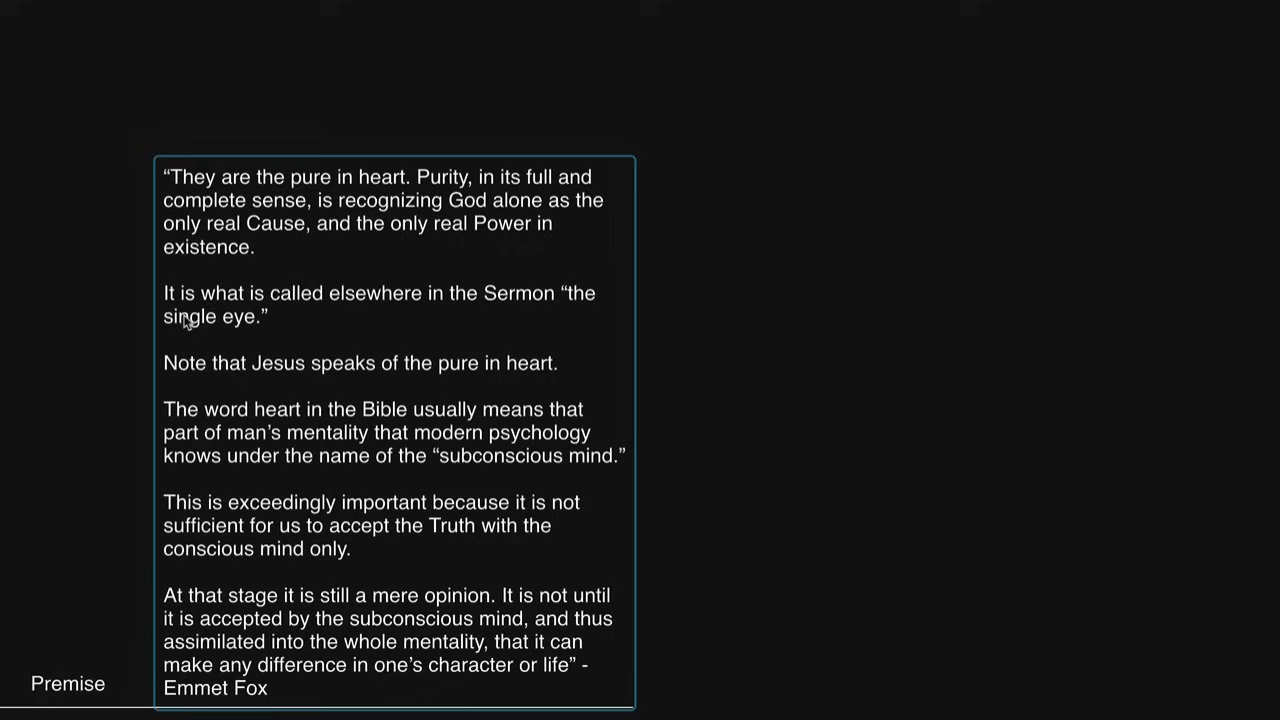 “They are the pure in heart. Purity, in its full and
complete sense, is recognizing God alone as the
only real Cause, and the only real Power in
existence.
It is what is called elsewhere in the Sermon “the
single eye.”
Note that Jesus speaks of the pure in heart.
The word heart in the Bible usually means that
part of man’s mentality that modern psychology
knows under the name of the “subconscious mind.”
This is exceedingly important because it is not
sufficient for us to accept the Truth with the
conscious mind only.
At that stage it is still a mere opinion. It is not until
it is accepted by the subconscious mind, and thus
assimilated into the whole mentality, that it can
make any difference in one’s character or life” -
Emmet Fox
Premise